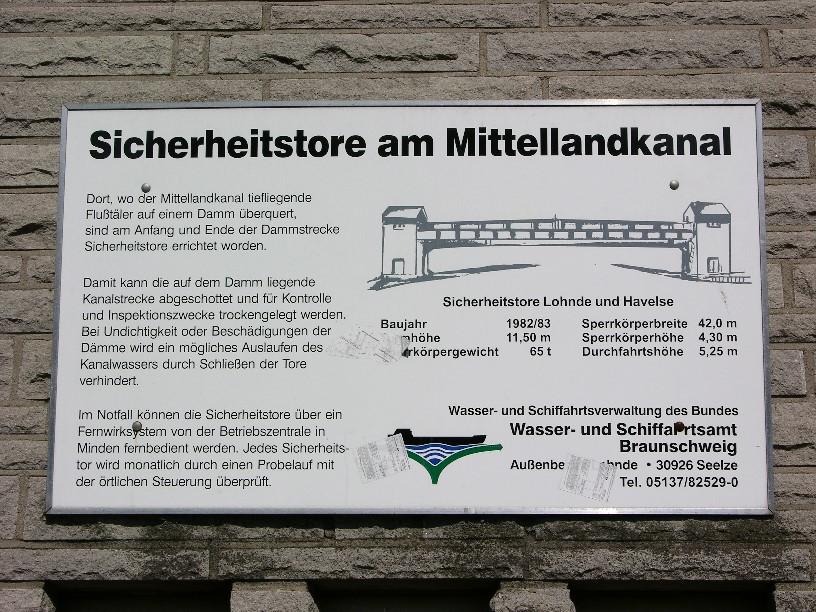 Sicherheitstore am Mittellandkanal
Dort, wo der Mittellandkanal tiefliegende
Flußtäler auf einem Damm überquert,
sind am Anfang und Ende der Dammstrecke
Sicherheitstore errichtet worden.
Damit kann die auf dem Damm liegende
Kanalstrecke abgeschottet und für Kontrolle
und Inspektionszwecke trockengelegt werden.
Bei Undichtigkeit oder Beschädigungen der
Dämme wird ein mögliches Auslaufen des
Kanalwassers durch Schließen der Tore
verhindert.
Im Notfall können die Sicherheitstore über ein
Fernwirksystem von der Betriebszentrale in
Minden fernbedient werden. Jedes Sicherheits-
tor wird monatlich durch einen Probelauf mit
der örtlichen Steuerung überprüft.
Sicherheitstore Lohnde und Havelse
Baujahr 1982/83 Sperrkörperbreite 42,0 m
11,50 m Sperrkörperhöhe 4,30 m
65 t Durchfahrtshöhe 5,25 m
Wasser- und Schiffahrtsverwaltung des Bundes
Wasser- und Schiffahrtsamt
Braunschweig
• 30926 Seelze
Tel. 05137/82529-0